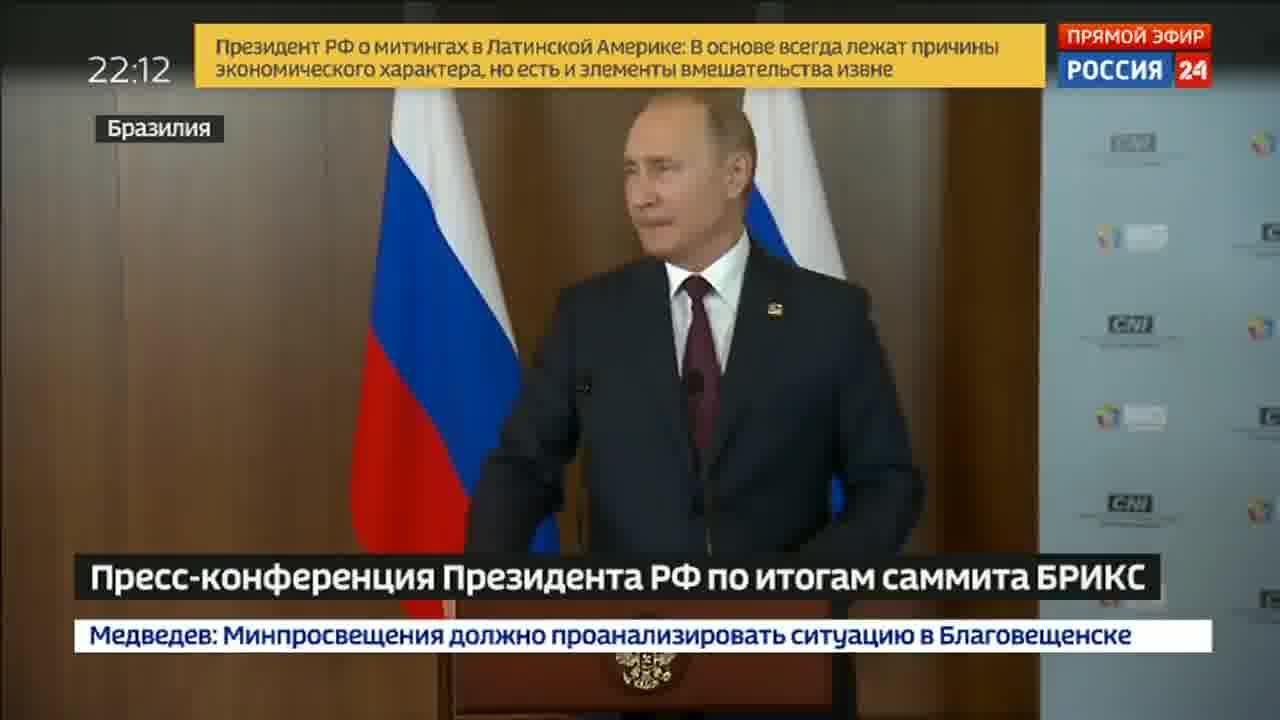 22:12
Президент РФ о митингах в Латинской Америке: В основе всегда лежат причины
экономического характера, но есть и элементы вмешательства извне
ПРЯМОЙ ЭФИР
РОССИЯ 24
Бразилия
CNI
CNI
CNI
Пресс-конференция Президента РФ по итогам саммита БРИКС
Медведев: Минпросвещения должно проанализировать ситуацию в Благовещенске